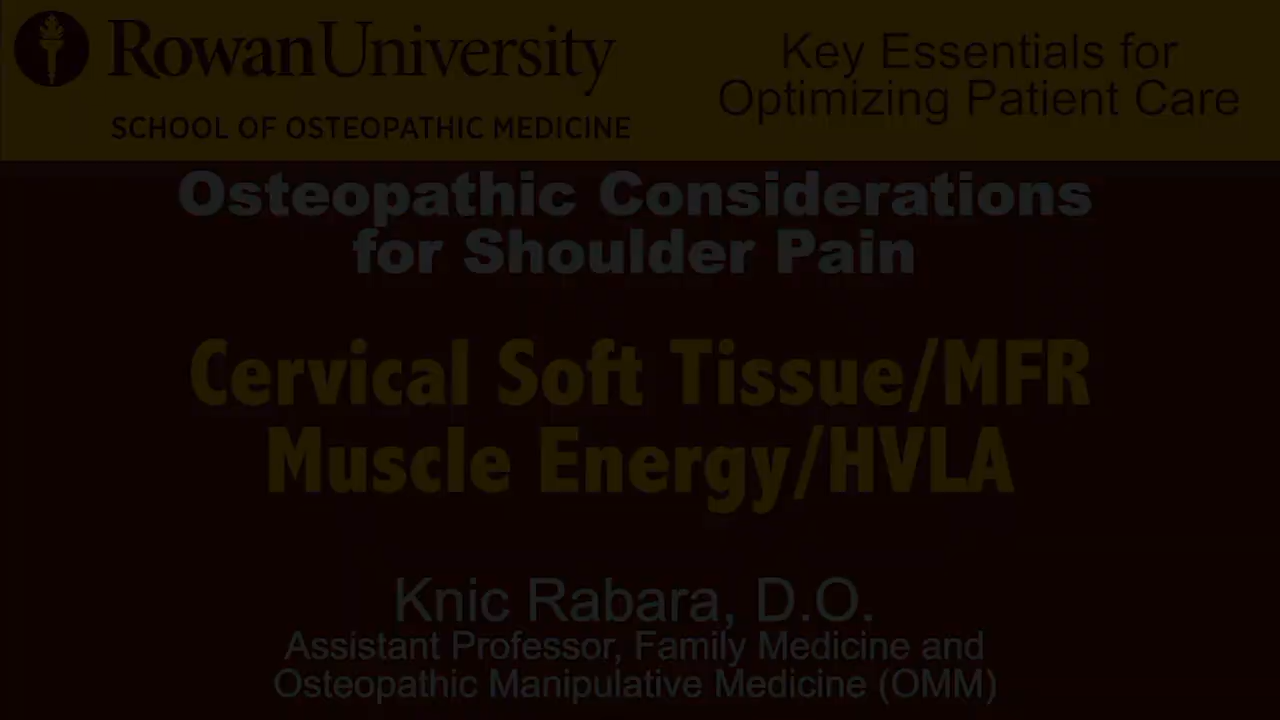 RowanUniversity
SCHOOL OF OSTEOPATHIC MEDICINE
Key Essentials for
Optimizing Patient Care
Osteopathic Considerations
for Shoulder Pain
Cervical Soft Tissue/MFR
Muscle Energy/HVLA
Knic Rabara, D.O.
Assistant Professor, Family Medicine and
Osteopathic Manipulative Medicine (OMM)